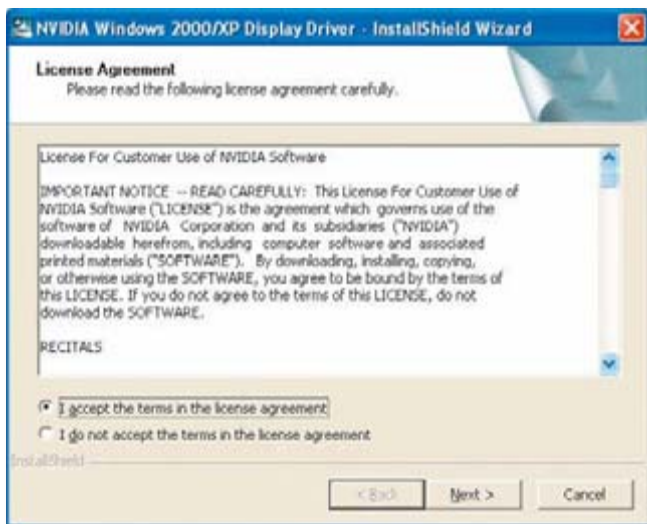 NVIDIA Windows 2000/XP Display Driver - InstallShield Wizard
License Agreement
Please read the following license agreement carefully.
License For Customer Use of NVIDIA Software
IMPORTANT NOTICE -- READ CAREFULLY: This License For Customer Use of
NVIDIA Software ("LICENSE") is the agreement which governs use of the
software of NVIDIA Corporation and its subsidiaries ("NVIDIA")
downloadable herefrom, including computer software and associated
printed materials ("SOFTWARE"). By downloading, installing, copying,
or otherwise using the SOFTWARE, you agree to be bound by the terms of
this LICENSE. If you do not agree to the terms of this LICENSE, do not
download the SOFTWARE.
RECITALS
I accept the terms in the license agreement
I do not accept the terms in the license agreement
InstallShield
< Back
Next >
Cancel